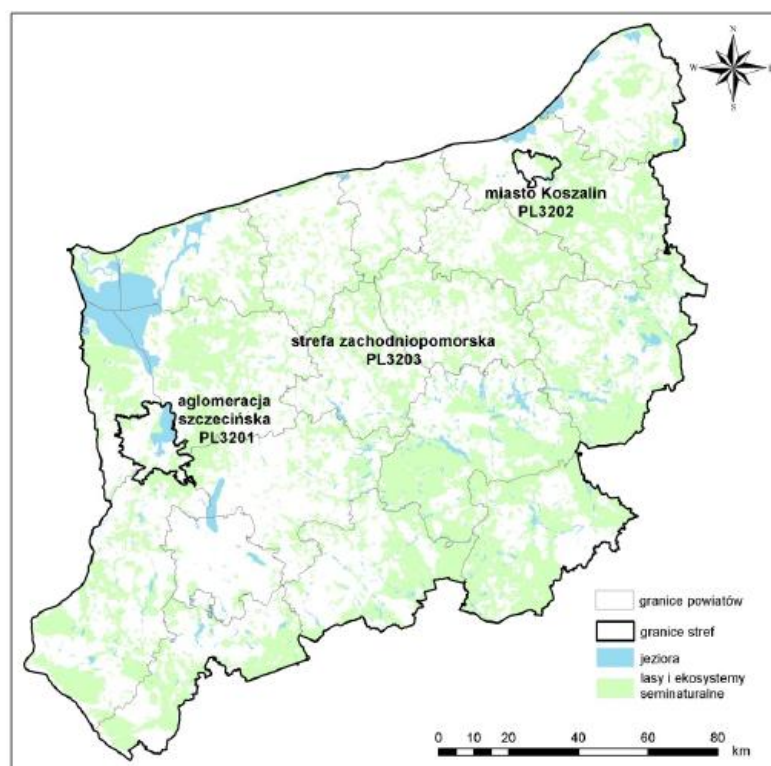 N
W
E
S
miasto Koszalin
PL3202
strefa zachodniopomorska
PL3203
aglomeracja
szczecińska
PL3201
granice powiatów
granice stref
jeziora
lasy i ekosystemy
seminaturalne
0 10 20 40 60 80
km